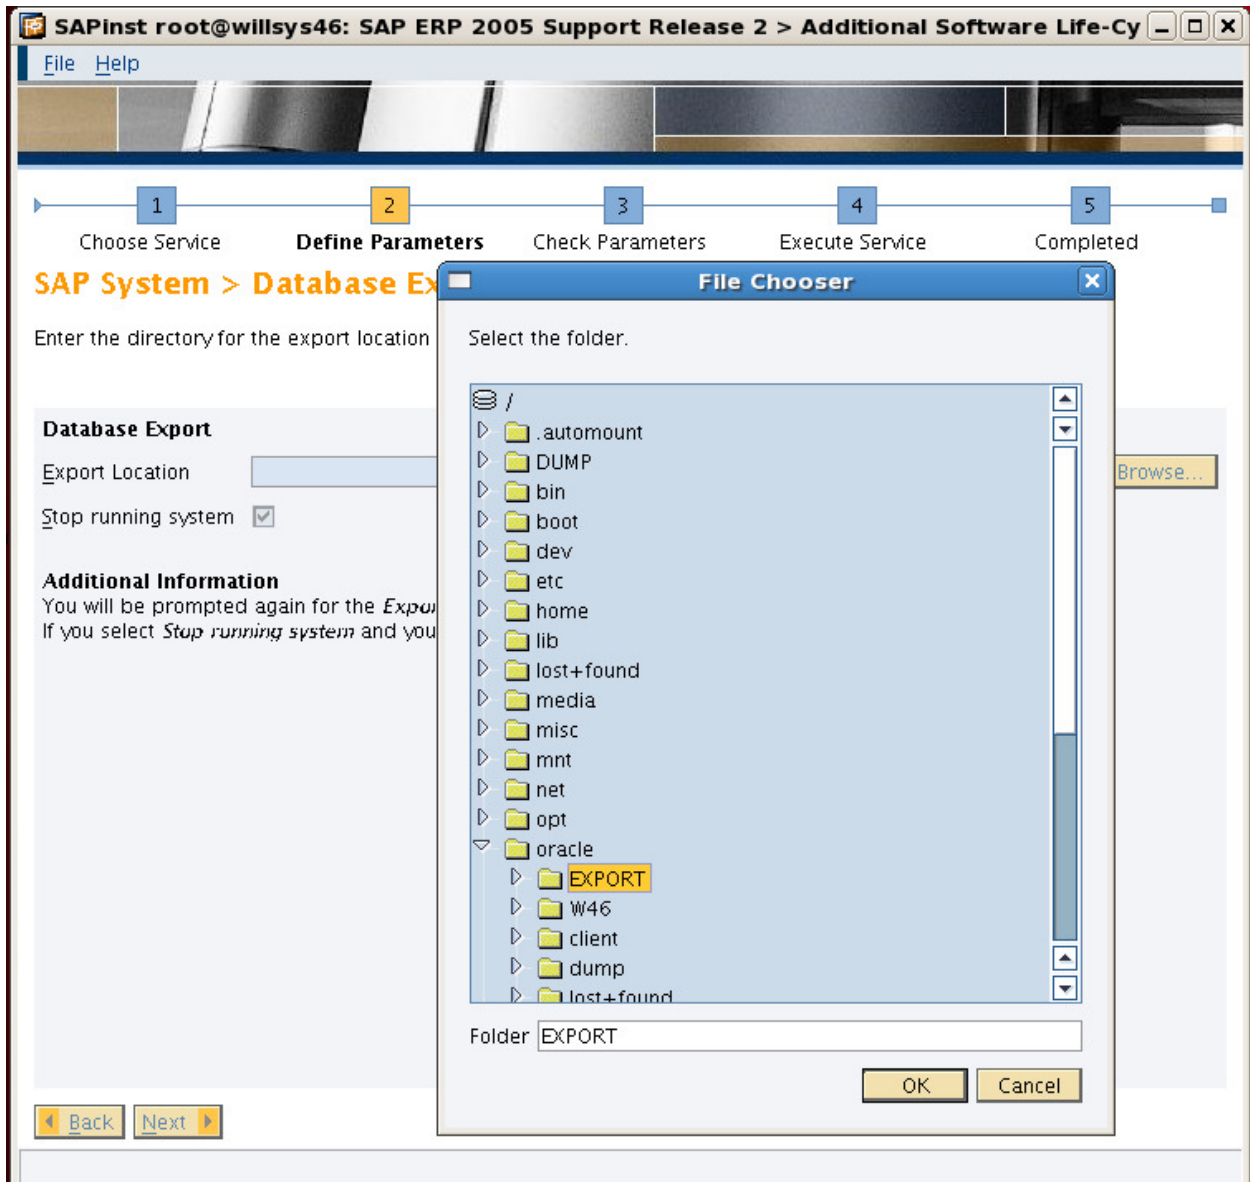 SAPinst root@willsys46: SAP ERP 2005 Support Release 2 > Additional Software Life-Cy
File Help
1 2 3 4 5
Choose Service Define Parameters Check Parameters Execute Service Completed
SAP System > Database Ex
Enter the directory for the export location
Database Export
Export Location
Browse...
Stop running system
Additional Information
You will be prompted again for the Expor
If you select Stop running system and you
Back Next
File Chooser
Select the folder.
/
.automount
DUMP
bin
boot
dev
etc
home
lib
lost+found
media
misc
mnt
net
opt
oracle
EXPORT
W46
client
dump
lost+found
Folder EXPORT
OK Cancel